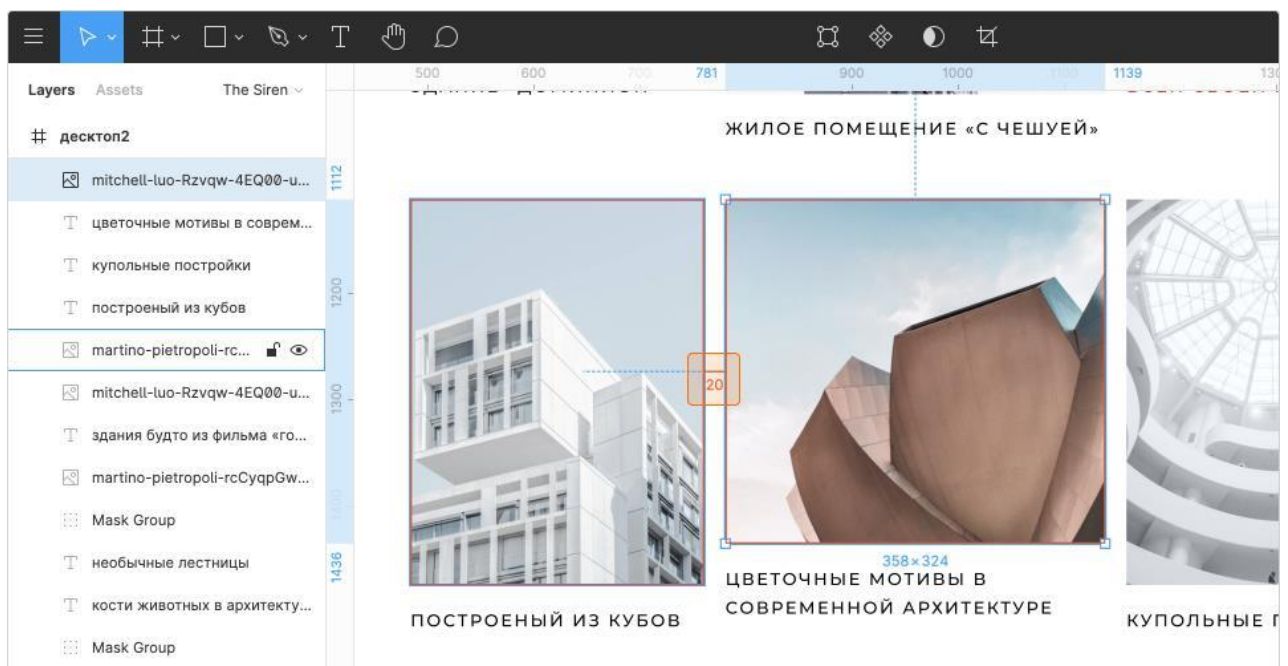 500 600 700 781 900 1000 1100 1139
Layers Assets The Siren
десктоп2
ЖИЛОЕ ПОМЕЩЕНИЕ «С ЧЕШУЕЙ»
mitchell-luo-Rzvqw-4EQ00-u...
1112
цветочные мотивы в соврем...
купольные постройки
1200
построеный из кубов
martino-pietropoli-rc...
20
mitchell-luo-Rzvqw-4EQ00-u...
1300
здания будто из фильма «го...
martino-pietropoli-rcCyqpGw...
1400
Mask Group
необычные лестницы
1436
358×324
ЦВЕТОЧНЫЕ МОТИВЫ В
СОВРЕМЕННОЙ АРХИТЕКТУРЕ
кости животных в архитекту...
ПОСТРОЕНЫЙ ИЗ КУБОВ
КУПОЛЬНЫЕ
Mask Group